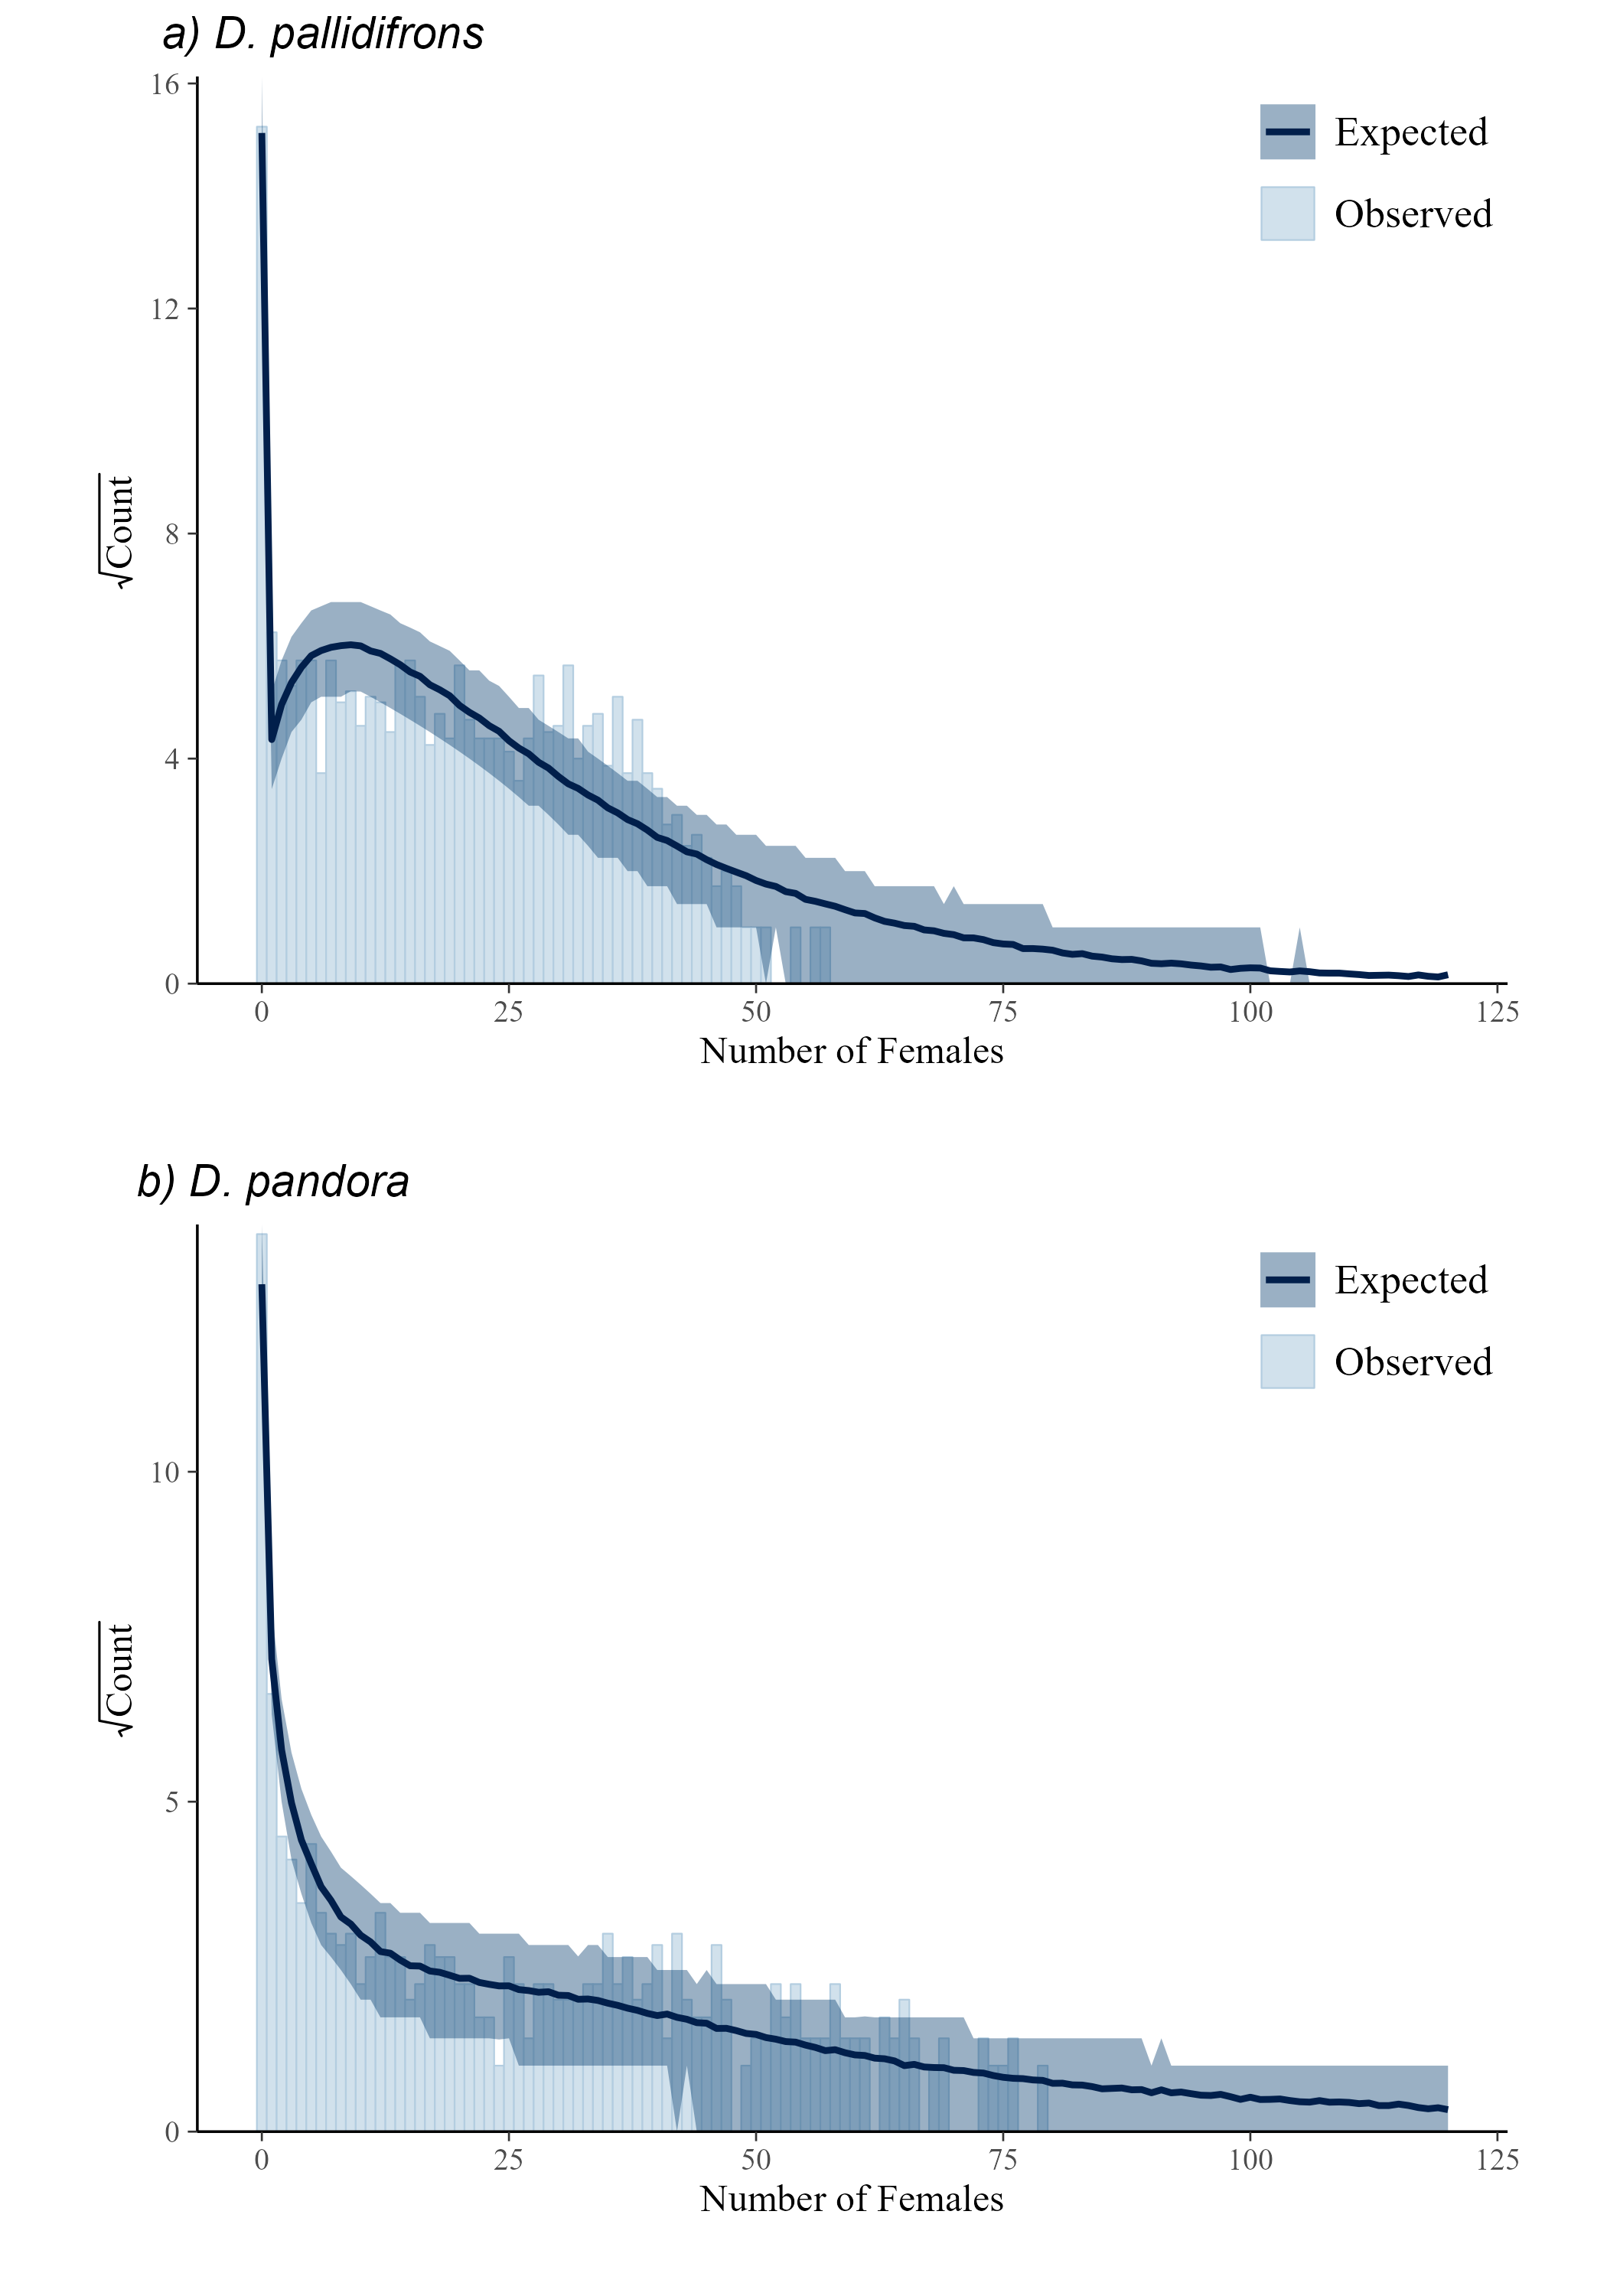 a) D. pallidifrons
16
12
8
4
0
√Count
Expected
Observed
0 25 50 75 100 125
Number of Females
b) D. pandora
10
5
0
√Count
Expected
Observed
0 25 50 75 100 125
Number of Females